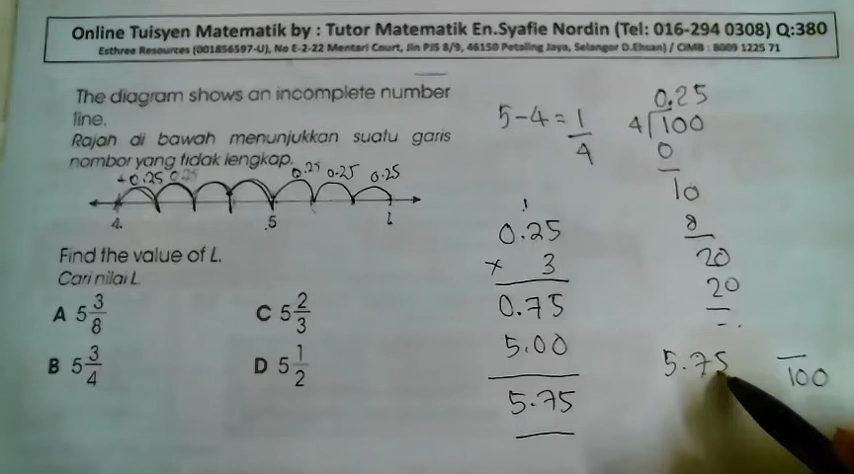 Online Tuisyen Matematik by : Tutor Matematik En.Syafie Nordin (Tel: 016-294 0308) Q:380
Esthree Resources (001856597-U), No E-2-22 Mentari Court, Jln PJS 8/9, 46150 Petaling Jaya, Selangor D.Ehsan) / CIMB : 8009 1225 71
The diagram shows an incomplete number
line.
Rajah di bawah menunjukkan suatu garis
nombor yang tidak lengkap.
+0.25 0.25 0.25 0.25 0.25
4 5 L
Find the value of L.
Cari nilai L
A 5 3/8
C 5 2/3
B 5 3/4
D 5 1/2
5-4=1
4
0.25
4 100
0
10
8
20
20
1
0.25
× 3
0.75
5.00
5.75
5.75
100